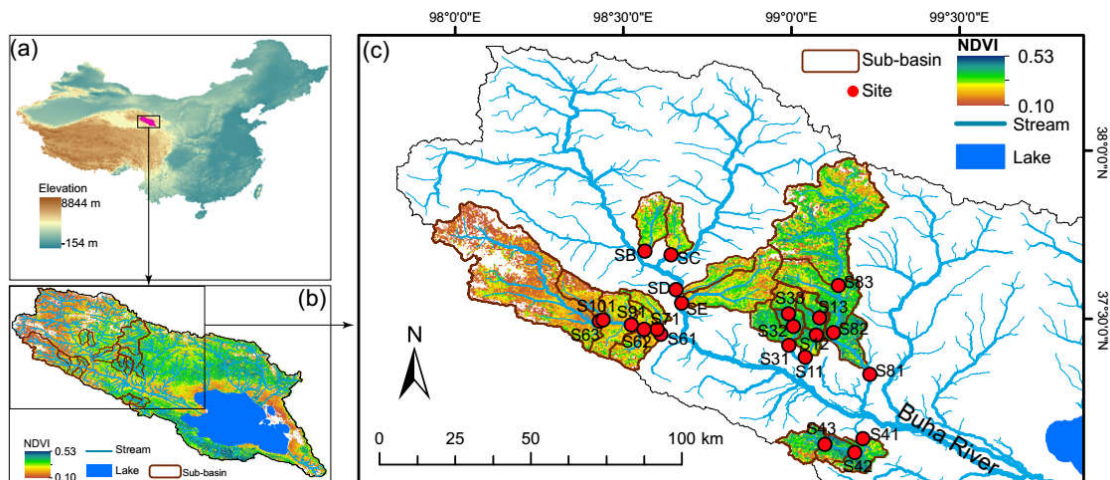 (a)
Elevation
8844 m
-154 m
(b)
NDVI
0.53
0.10
Stream
Lake
Sub-basin
98°0'0"E
98°30'0"E
99°0'0"E
99°30'0"E
(c)
Sub-basin
Site
NDVI
0.53
0.10
Stream
Lake
38°0'0"N
37°30'0"N
SB
SC
SD
SE
S83
S101
S91
S71
S63
S62
S61
S33
S13
S32
S12
S82
S31
S11
S81
S43
S41
S42
Buha River
N
0 25 50 100 km